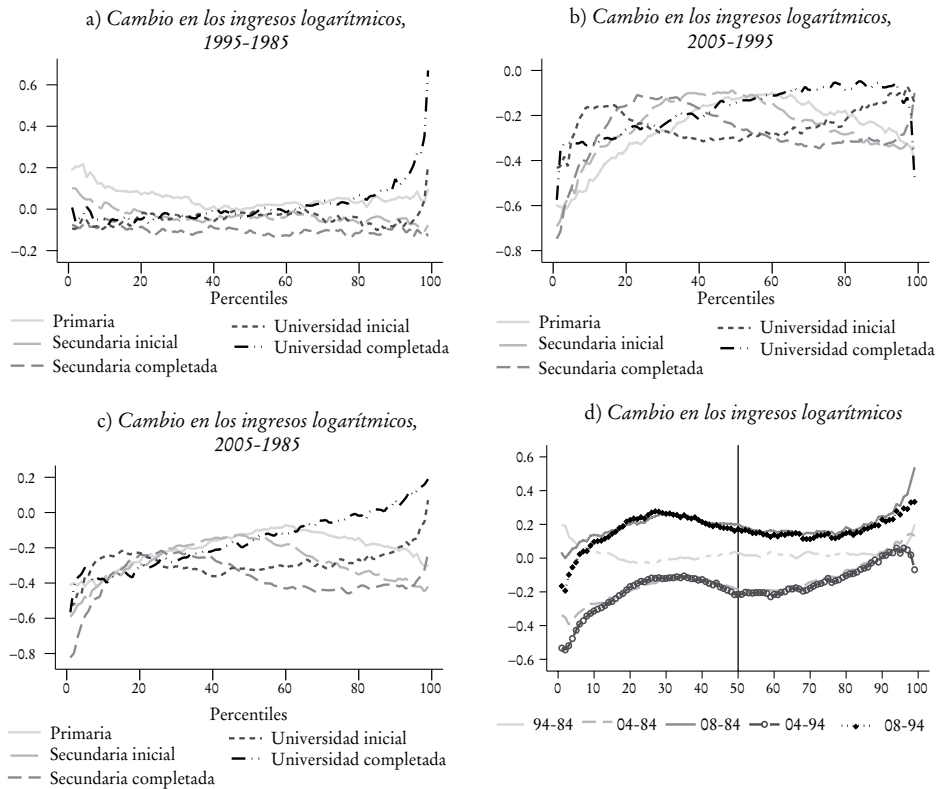 a) Cambio en los ingresos logarítmicos,
1995-1985
0.6
0.4
0.2
0.0
−0.2
0 20 40 60 80 100
Percentiles
Primaria
Secundaria inicial
Secundaria completada
Universidad inicial
Universidad completada
b) Cambio en los ingresos logarítmicos,
2005-1995
0.0
−0.2
−0.4
−0.6
−0.8
0 20 40 60 80 100
Percentiles
Primaria
Secundaria inicial
Secundaria completada
Universidad inicial
Universidad completada
c) Cambio en los ingresos logarítmicos,
2005-1985
0.2
0.0
−0.2
−0.4
−0.6
−0.8
0 20 40 60 80 100
Percentiles
Primaria
Secundaria inicial
Secundaria completada
Universidad inicial
Universidad completada
d) Cambio en los ingresos logarítmicos
0.6
0.4
0.2
0.0
−0.2
−0.4
−0.6
0 10 20 30 40 50 60 70 80 90 100
94-84 04-84 08-84 04-94 08-94